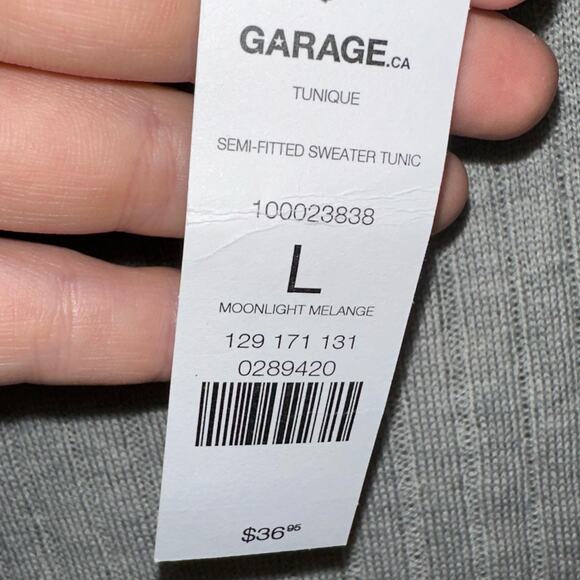 GARAGE.CA
TUNIQUE
SEMI-FITTED SWEATER TUNIC
100023838
L
MOONLIGHT MELANGE
129 171 131
0289420
$36.95